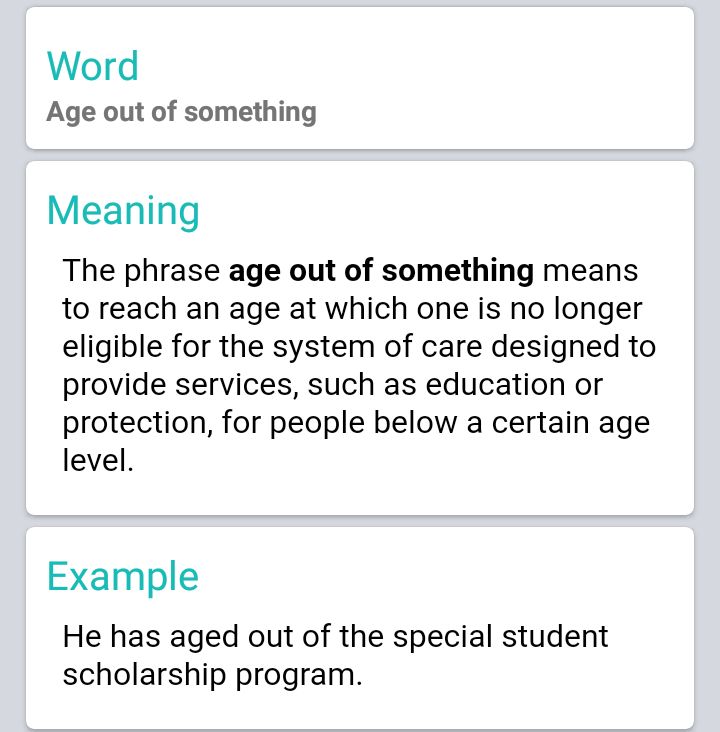 Word
Age out of something
Meaning
The phrase age out of something means
to reach an age at which one is no longer
eligible for the system of care designed to
provide services, such as education or
protection, for people below a certain age
level.
Example
He has aged out of the special student
scholarship program.